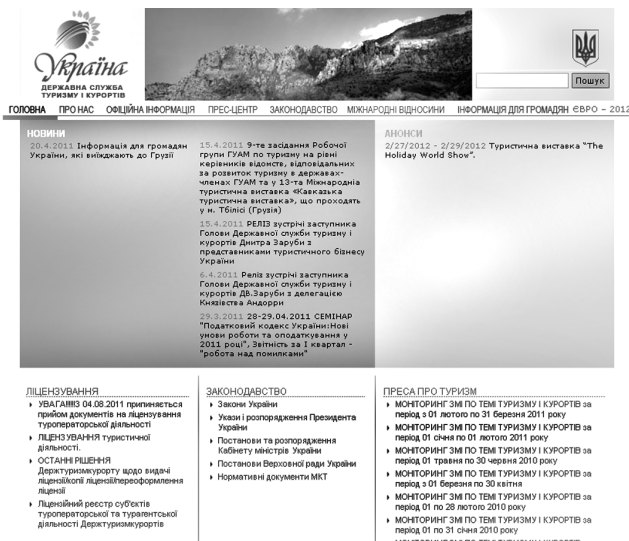 Україна
ДЕРЖАВНА СЛУЖБА
ТУРИЗМУ І КУРОРТІВ
Пошук
ГОЛОВНА ПРО НАС ОФІЦІЙНА ІНФОРМАЦІЯ ПРЕС-ЦЕНТР ЗАКОНОДАВСТВО МІЖНАРОДНІ ВІДНОСИНИ ІНФОРМАЦІЯ ДЛЯ ГРОМАДЯН ЄВРО - 2012
НОВИНИ
20.4.2011 Інформація для громадян
України, які виїжджають до Грузії
15.4.2011 9-те засідання Робочої
групи ГУАМ по туризму на рівні
керівників відомств, відповідальних
за розвиток туризму в державах-
членах ГУАМ та у 13-та Міжнародніа
туристична виставка «Кавказька
туристична виставка», що проходять
у м. Тбілісі (Грузія)
15.4.2011 РЕЛІЗ зустрічі заступника
Голови Державної служби туризму і
курортів Дмитра Заруби з
представниками туристичного бізнесу
України
6.4.2011 Реліз зустрічі заступника
Голови Державної служби туризму і
курортів ДВ.Заруби з делегацією
Князівства Андорри
29.3.2011 28-29.04.2011 СЕМІНАР
"Податковий кодекс України:Нові
умови роботи та оподаткування у
2011 році", Звітність за І квартал -
"робота над помилками"
АНОНСИ
2/27/2012 - 2/29/2012 Туристична виставка "The
Holiday World Show".
ЛІЦЕНЗУВАННЯ
УВАГА!!!!!З 04.08.2011 припиняється
прийом документів на ліцензування
туроператорської діяльності
ЛІЦЕНЗУВАННЯ туристичної
діяльності.
ОСТАННІ РІШЕННЯ
Держтуризмкурорту щодо видачі
ліцензії/копії ліцензії/переоформлення
ліцензії
Ліцензійний реєстр суб'єктів
туроператорської та турагентської
діяльності Держтуризмкурортів
ЗАКОНОДАВСТВО
Закони України
Укази і розпорядження Президента
України
Постанови та розпорядження
Кабінету міністрів України
Постанови Верховної ради України
Нормативні документи МКТ
ПРЕСА ПРО ТУРИЗМ
МОНІТОРИНГ ЗМІ ПО ТЕМІ ТУРИЗМУ І КУРОРТІВ за
період з 01 лютого по 31 березня 2011 року
МОНІТОРИНГ ЗМІ ПО ТЕМІ ТУРИЗМУ І КУРОРТІВ за
період 01 січня по 01 лютого 2011 року
МОНІТОРИНГ ЗМІ ПО ТЕМІ ТУРИЗМУ І КУРОРТІВ за
період 01 травня по 30 червня 2010 року
МОНІТОРИНГ ЗМІ ПО ТЕМІ ТУРИЗМУ І КУРОРТІВ за
період з 01 березня по 30 квітня
МОНІТОРИНГ ЗМІ ПО ТЕМІ ТУРИЗМУ І КУРОРТІВ за
період 01 по 28 лютого 2010 року
МОНІТОРИНГ ЗМІ ПО ТЕМІ ТУРИЗМУ І КУРОРТІВ за
період 01 по 31 січня 2010 року